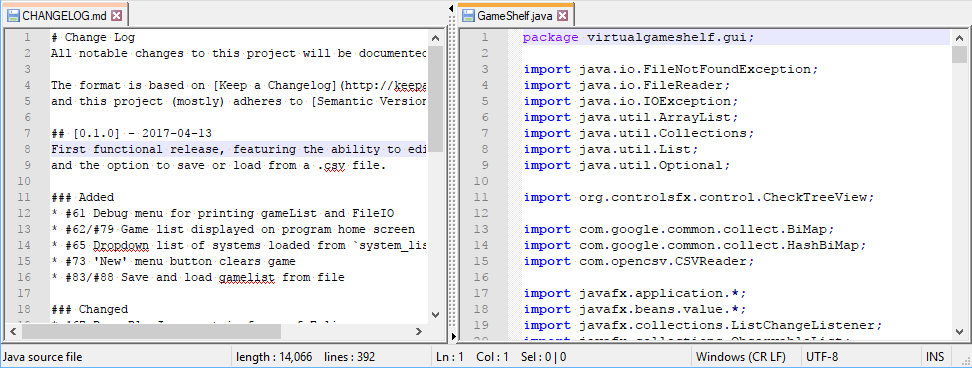 CHANGELOG.md
1 # Change Log
2 All notable changes to this project will be documented
3
4 The format is based on [Keep a Changelog](http://keepa
5 and this project (mostly) adheres to [Semantic Version
6
7 ## [0.1.0] - 2017-04-13
8 First functional release, featuring the ability to edi
9 and the option to save or load from a .csv file.
10
11 ### Added
12 * #61 Debug menu for printing gameList and FileIO
13 * #62/#79 Game list displayed on program home screen
14 * #65 Dropdown list of systems loaded from `system_lis
15 * #73 'New' menu button clears game
16 * #83/#88 Save and load gamelist from file
17
18 ### Changed
GameShelf.java
1 package virtualgameshelf.gui;
2
3 import java.io.FileNotFoundException;
4 import java.io.FileReader;
5 import java.io.IOException;
6 import java.util.ArrayList;
7 import java.util.Collections;
8 import java.util.List;
9 import java.util.Optional;
10
11 import org.controlsfx.control.CheckTreeView;
12
13 import com.google.common.collect.BiMap;
14 import com.google.common.collect.HashBiMap;
15 import com.opencsv.CSVReader;
16
17 import javafx.application.*;
18 import javafx.beans.value.*;
19 import javafx.collections.ListChangeListener;
20 import javafx.collections.ObservableList;
Java source file length : 14,066 lines : 392 Ln : 1 Col : 1 Sel : 0 | 0 Windows (CR LF) UTF-8 INS